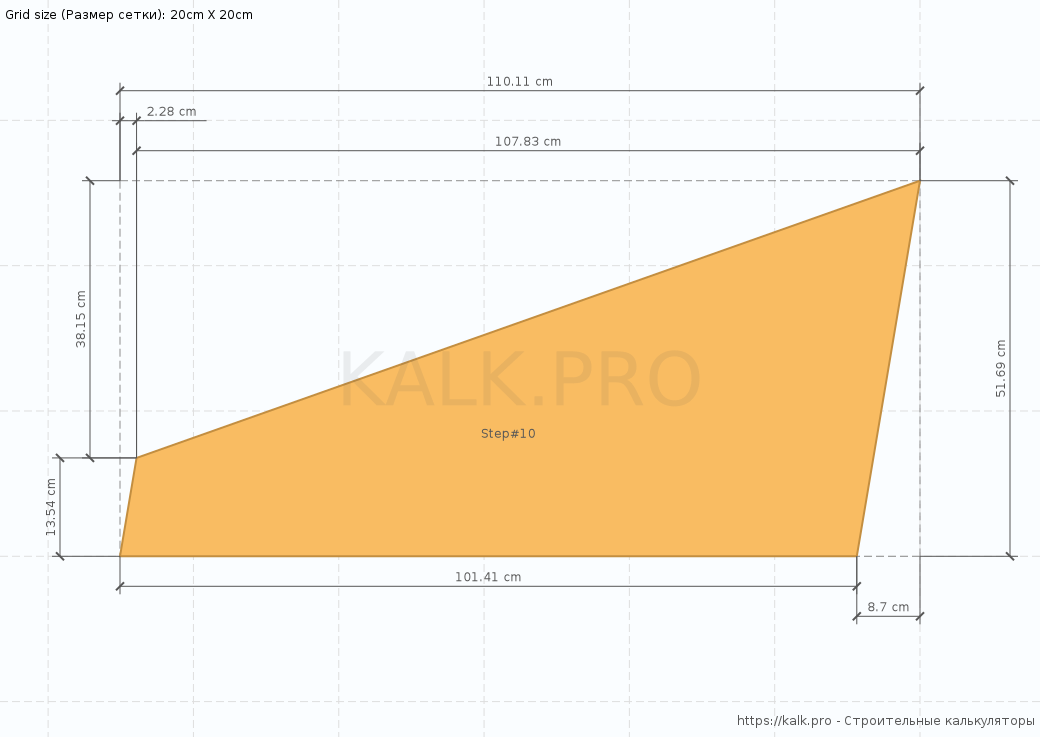 Grid size (Размер сетки): 20cm X 20cm
110.11 cm
2.28 cm
107.83 cm
38.15 cm
51.69 cm
KALK.PRO
Step#10
13.54 cm
101.41 cm
8.7 cm
https://kalk.pro - Строительные калькуляторы